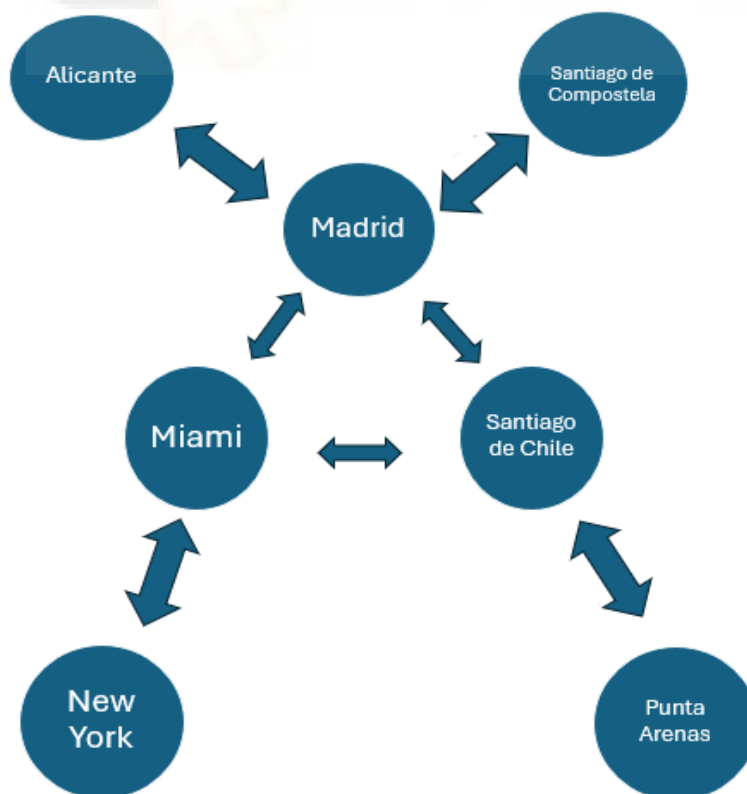 Alicante
Santiago de
Compostela
Madrid
Miami
Santiago
de Chile
New
York
Punta
Arenas